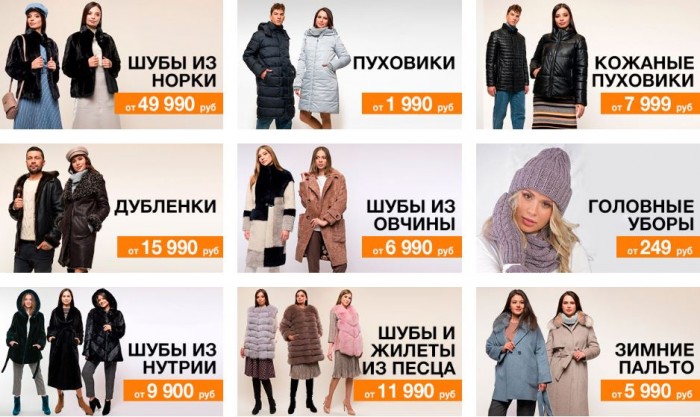 ШУБЫ ИЗ
НОРКИ
от 49 990 руб
ПУХОВИКИ
от 1 990 руб
КОЖАНЫЕ
ПУХОВИКИ
от 7 999 руб
ДУБЛЕНКИ
от 15 990 руб
ШУБЫ ИЗ
ОВЧИНЫ
от 6 990 руб
ГОЛОВНЫЕ
УБОРЫ
от 249 руб
ШУБЫ ИЗ
НУТРИИ
от 9 900 руб
ШУБЫ И
ЖИЛЕТЫ
ИЗ ПЕСЦА
от 11 990 руб
ЗИМНИЕ
ПАЛЬТО
от 5 990 руб